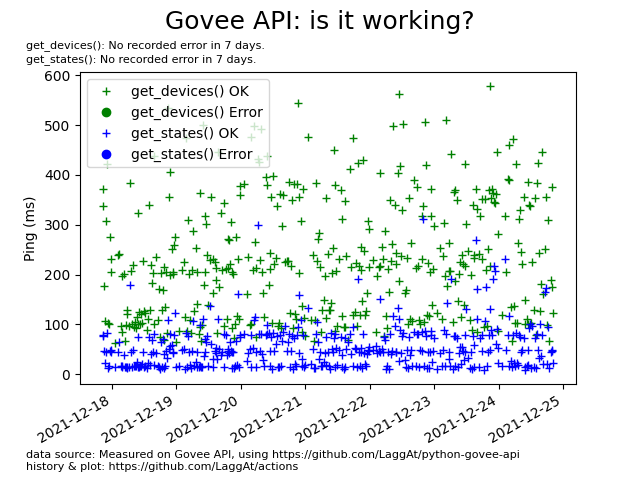 Govee API: is it working?
get_devices(): No recorded error in 7 days.
get_states(): No recorded error in 7 days.
get_devices() OK
get_devices() Error
get_states() OK
get_states() Error
Ping (ms)
600
500
400
300
200
100
0
2021-12-18
2021-12-19
2021-12-20
2021-12-21
2021-12-22
2021-12-23
2021-12-24
2021-12-25
data source: Measured on Govee API, using https://github.com/LaggAt/python-govee-api
history & plot: https://github.com/LaggAt/actions